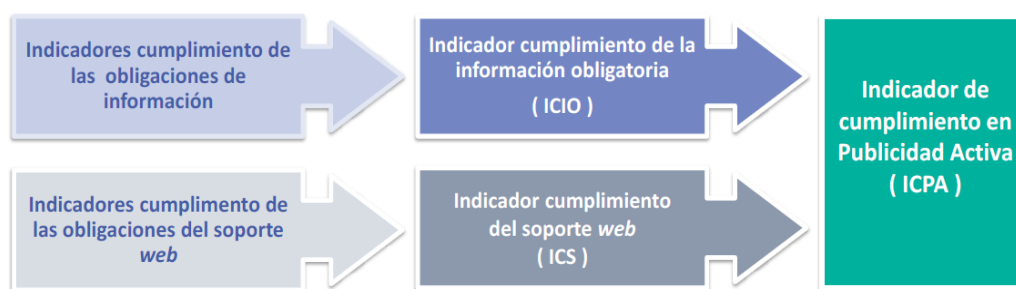 Indicadores cumplimiento de
las obligaciones de
información
Indicador cumplimiento de la
información obligatoria
( ICIO )
Indicadores cumplimento de
las obligaciones del soporte
web
Indicador cumplimiento
del soporte web
( ICS )
Indicador de
cumplimiento en
Publicidad Activa
( ICPA )